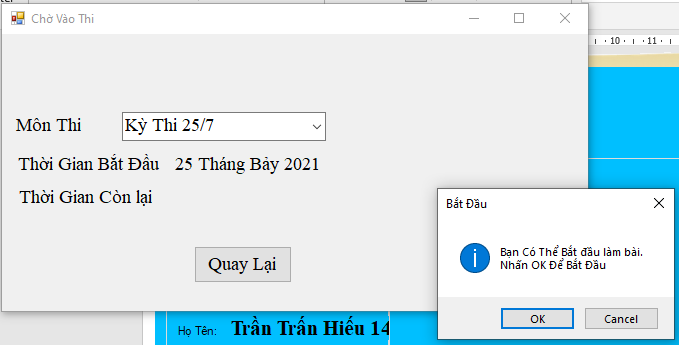 Chờ Vào Thi
10 11
Môn Thi Kỳ Thi 25/7
Thời Gian Bắt Đầu 25 Tháng Bảy 2021
Thời Gian Còn lại
Quay Lại
Bắt Đầu
Bạn Có Thể Bắt đầu làm bài.
Nhấn OK Để Bắt Đầu
OK Cancel
Họ Tên: Trần Trấn Hiếu 14